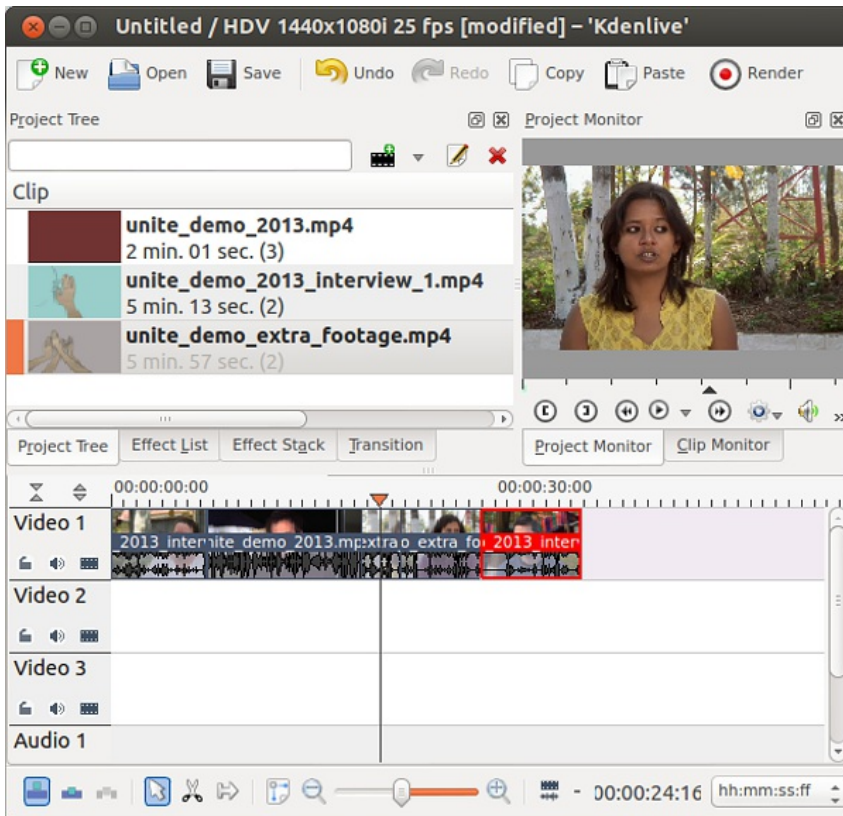 Untitled / HDV 1440x1080i 25 fps [modified] – 'Kdenlive'
New Open Save Undo Redo Copy Paste Render
Project Tree
Project Monitor
Clip
unite_demo_2013.mp4
2 min. 01 sec. (3)
unite_demo_2013_interview_1.mp4
5 min. 13 sec. (2)
unite_demo_extra_footage.mp4
5 min. 57 sec. (2)
Project Tree Effect List Effect Stack Transition
Project Monitor Clip Monitor
00:00:00:00 00:00:30:00
Video 1
_2013_inter nite_demo_2013.mp extra o_extra_fo _2013_inter
Video 2
Video 3
Audio 1
00:00:24:16 hh:mm:ss:ff